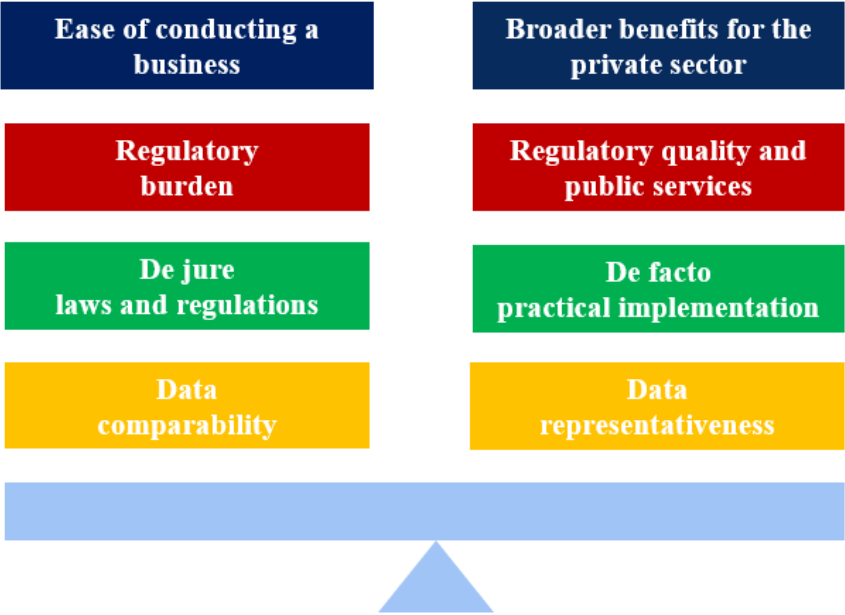 Ease of conducting a
business
Broader benefits for the
private sector
Regulatory
burden
Regulatory quality and
public services
De jure
laws and regulations
De facto
practical implementation
Data
comparability
Data
representativeness